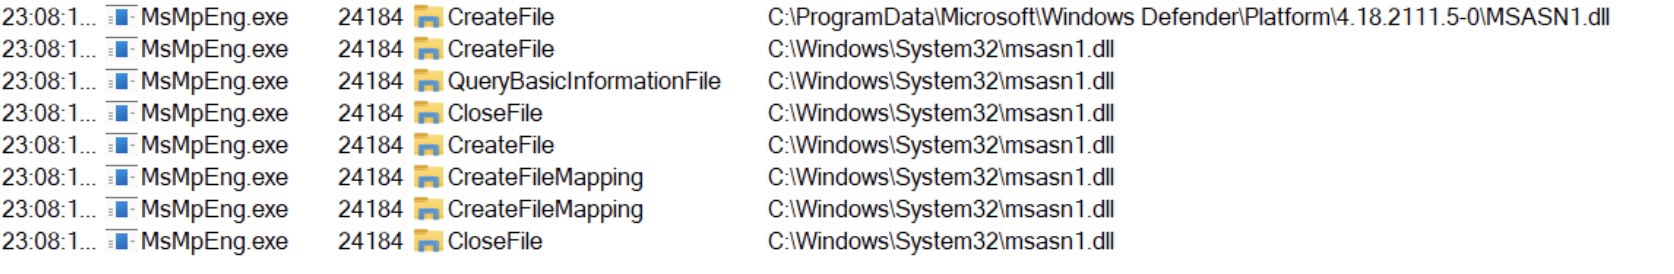 23:08:1... MsMpEng.exe 24184 CreateFile C:\ProgramData\Microsoft\Windows Defender\Platform\4.18.2111.5-0\MSASN1.dll
23:08:1... MsMpEng.exe 24184 CreateFile C:\Windows\System32\msasn1.dll
23:08:1... MsMpEng.exe 24184 QueryBasicInformationFile C:\Windows\System32\msasn1.dll
23:08:1... MsMpEng.exe 24184 CloseFile C:\Windows\System32\msasn1.dll
23:08:1... MsMpEng.exe 24184 CreateFile C:\Windows\System32\msasn1.dll
23:08:1... MsMpEng.exe 24184 CreateFileMapping C:\Windows\System32\msasn1.dll
23:08:1... MsMpEng.exe 24184 CreateFileMapping C:\Windows\System32\msasn1.dll
23:08:1... MsMpEng.exe 24184 CloseFile C:\Windows\System32\msasn1.dll